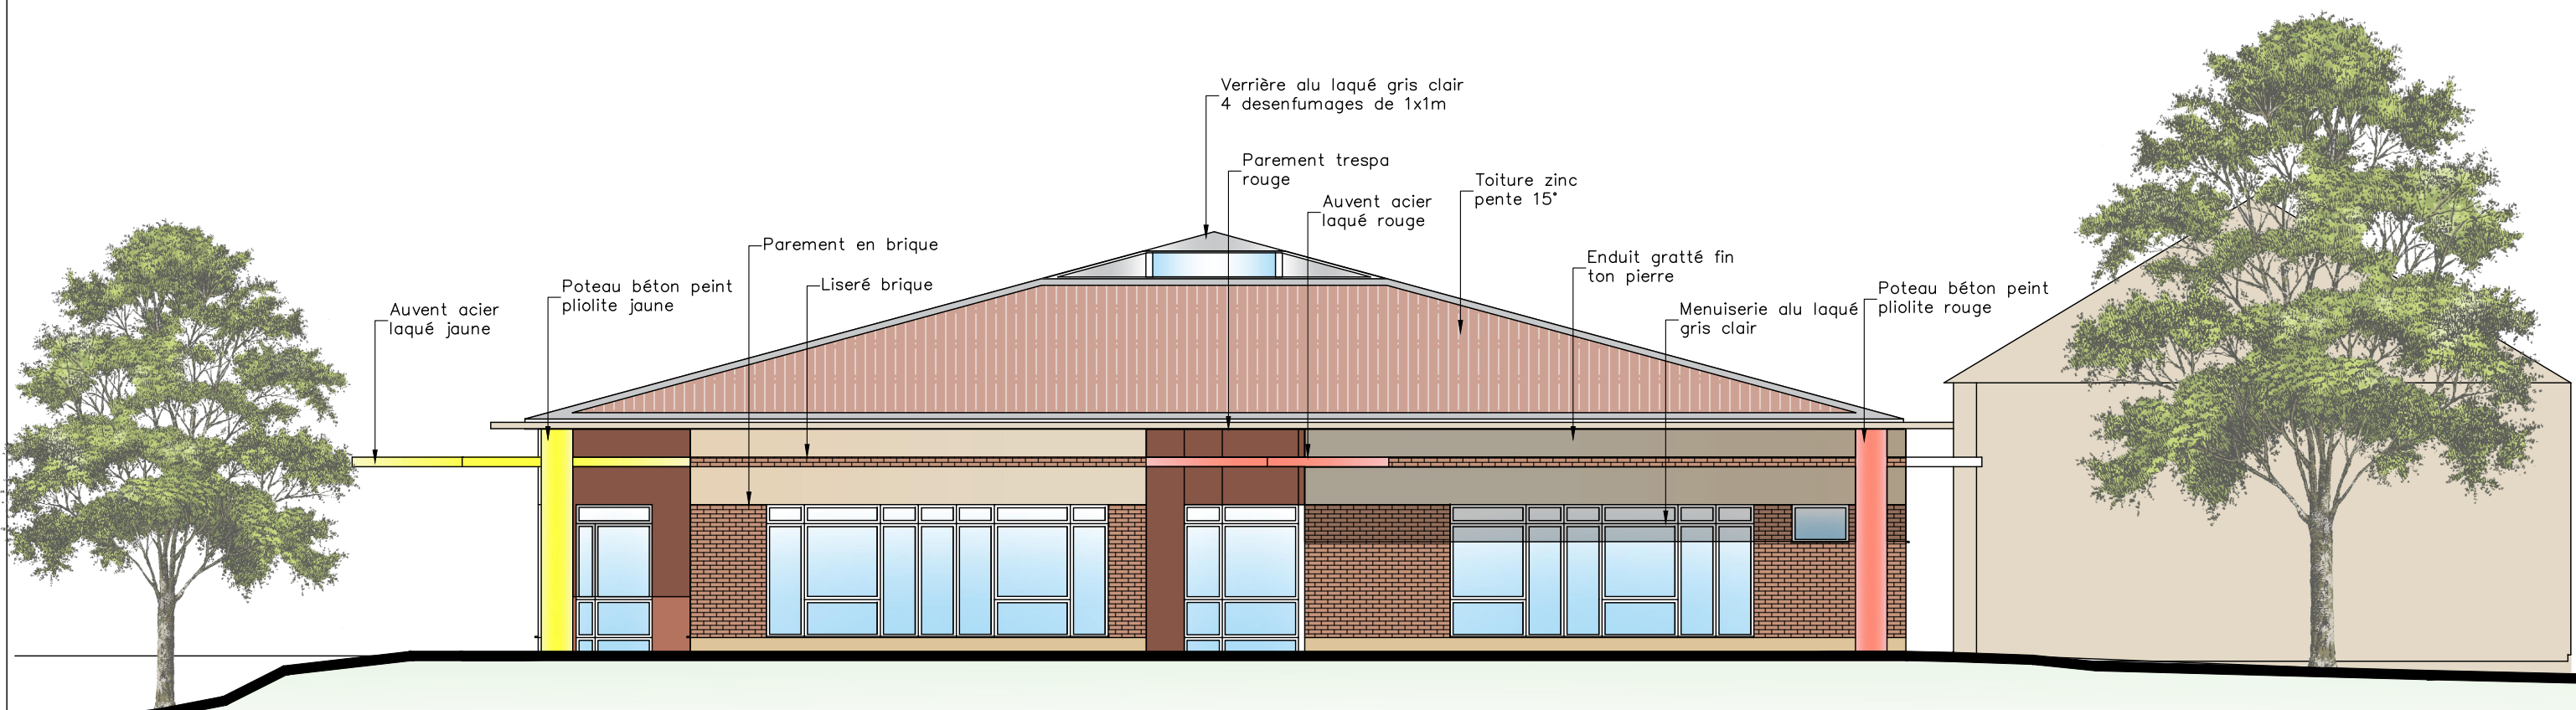 Verrière alu laqué gris clair
4 desenfumages de 1x1m
Parement trespa
rouge
Toiture zinc
pente 15°
Auvent acier
laqué rouge
Parement en brique
Enduit gratté fin
ton pierre
Liseré brique
Poteau béton peint
pliolite jaune
Poteau béton peint
pliolite rouge
Auvent acier
laqué jaune
Menuiserie alu laqué
gris clair